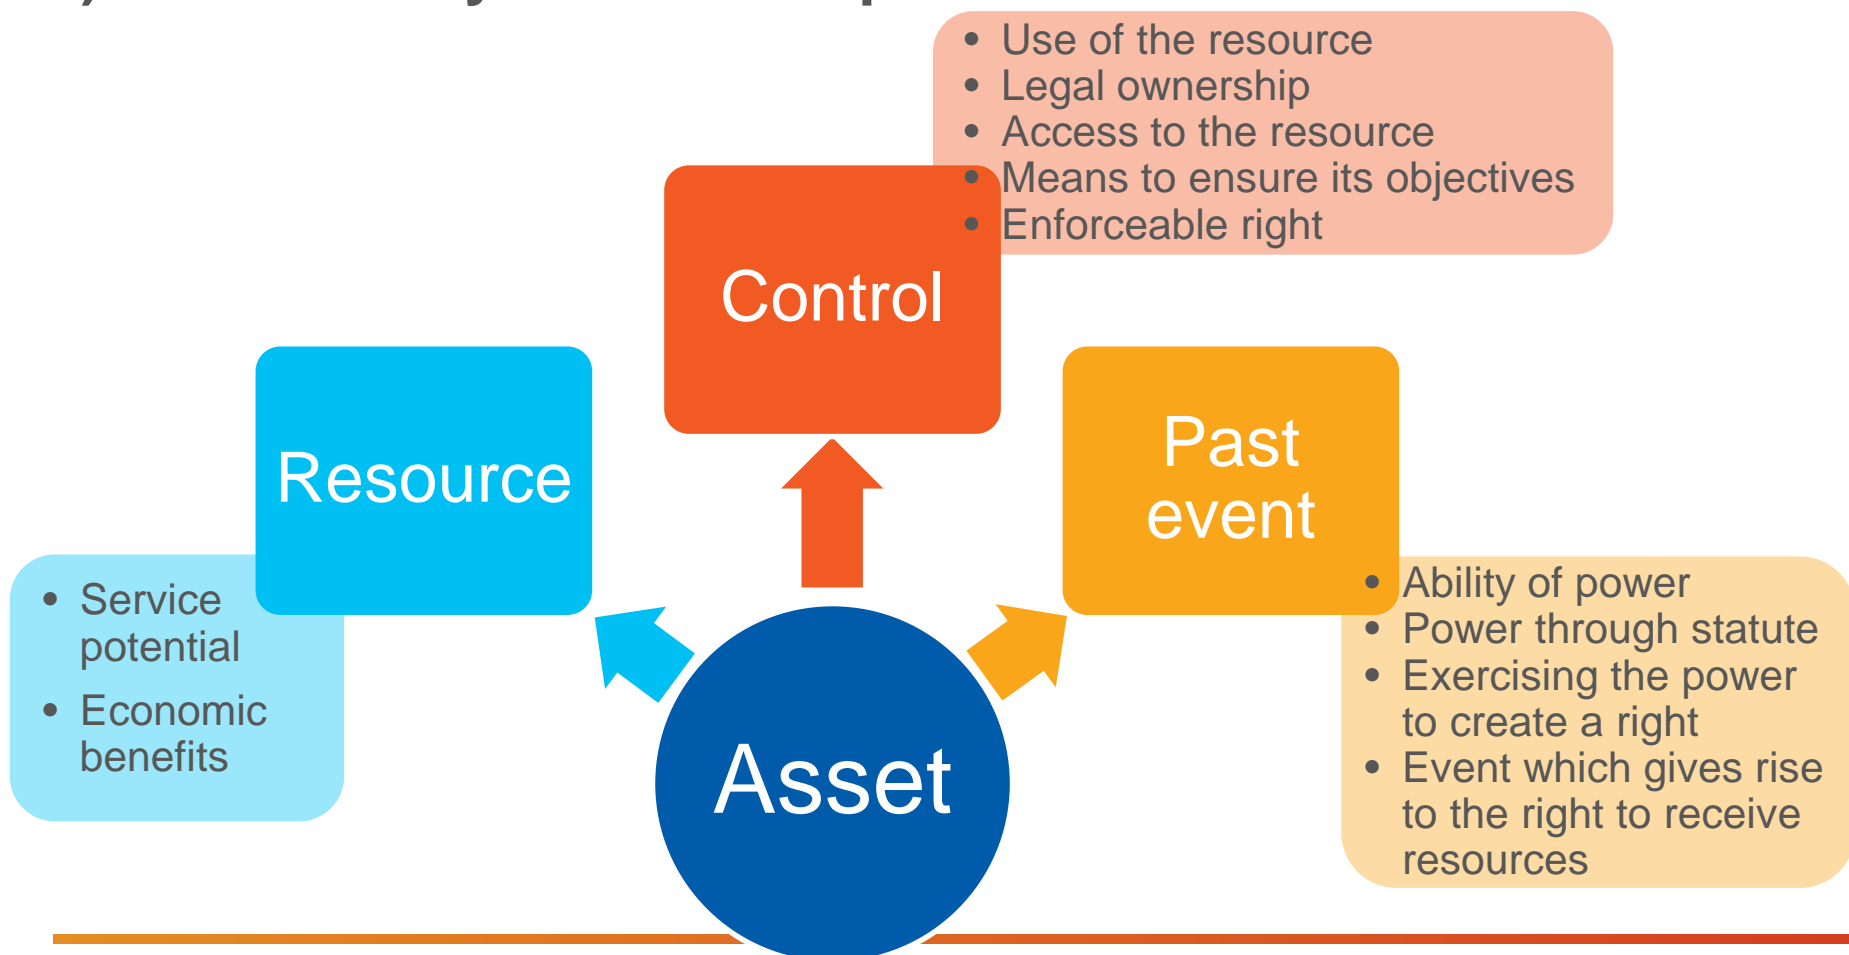 • Use of the resource
• Legal ownership
• Access to the resource
• Means to ensure its objectives
• Enforceable right
Control
Resource
Past
event
• Service
potential
• Economic
benefits
• Ability of power
• Power through statute
• Exercising the power
to create a right
• Event which gives rise
to the right to receive
resources
Asset